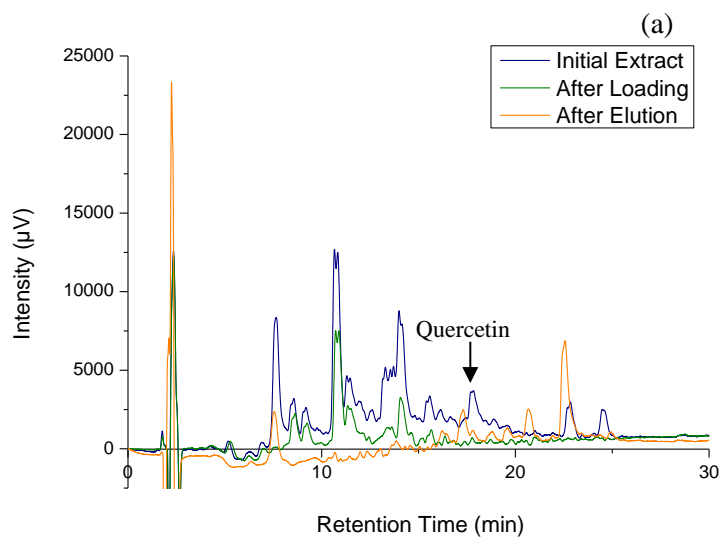 (a)
Initial Extract
After Loading
After Elution
25000
20000
15000
10000
5000
0
Intensity (µV)
Quercetin
0 10 20 30
Retention Time (min)